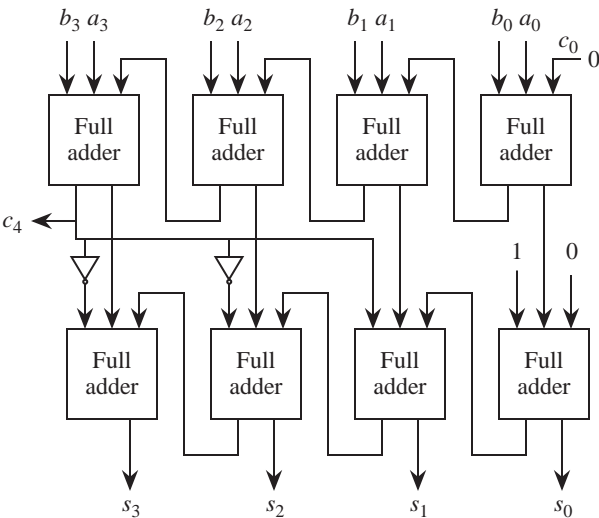 b3 a3 b2 a2 b1 a1 b0 a0
c0 0
Full adder Full adder Full adder Full adder
c4
1 0
Full adder Full adder Full adder Full adder
s3 s2 s1 s0